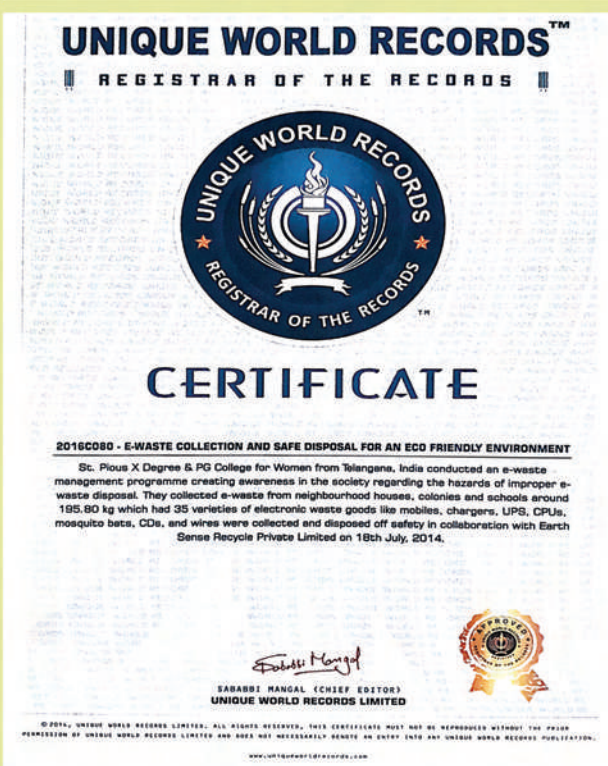 UNIQUE WORLD RECORDS™
REGISTRAR OF THE RECORDS
UNIQUE WORLD RECORDS
REGISTRAR OF THE RECORDS
TM
CERTIFICATE
2016C080 - E-WASTE COLLECTION AND SAFE DISPOSAL FOR AN ECO FRIENDLY ENVIRONMENT
St. Pious X Degree & PG College for Women from Telangana, India conducted an e-waste
management programme creating awareness in the society regarding the hazards of improper e-
waste disposal. They collected e-waste from neighbourhood houses, colonies and schools around
195.80 kg which had 35 varieties of electronic waste goods like mobiles, chargers, UPS, CPUs,
mosquito bats, CDs, and wires were collected and disposed off safety in collaboration with Earth
Sense Recycle Private Limited on 18th July, 2014.
Sababbi Mangal
APPROVED
SABABBI MANGAL (CHIEF EDITOR)
UNIQUE WORLD RECORDS LIMITED
© 2014, UNIQUE WORLD RECORDS LIMITED. ALL RIGHTS RESERVED, THIS CERTIFICATE MUST NOT BE REPRODUCED WITHOUT THE PRIOR
PERMISSION OF UNIQUE WORLD RECORDS LIMITED AND DOES NOT NECESSARILY DENOTE AN ENTRY INTO ANY UNIQUE WORLD RECORDS PUBLICATION.
www.uniqueworldrecords.com